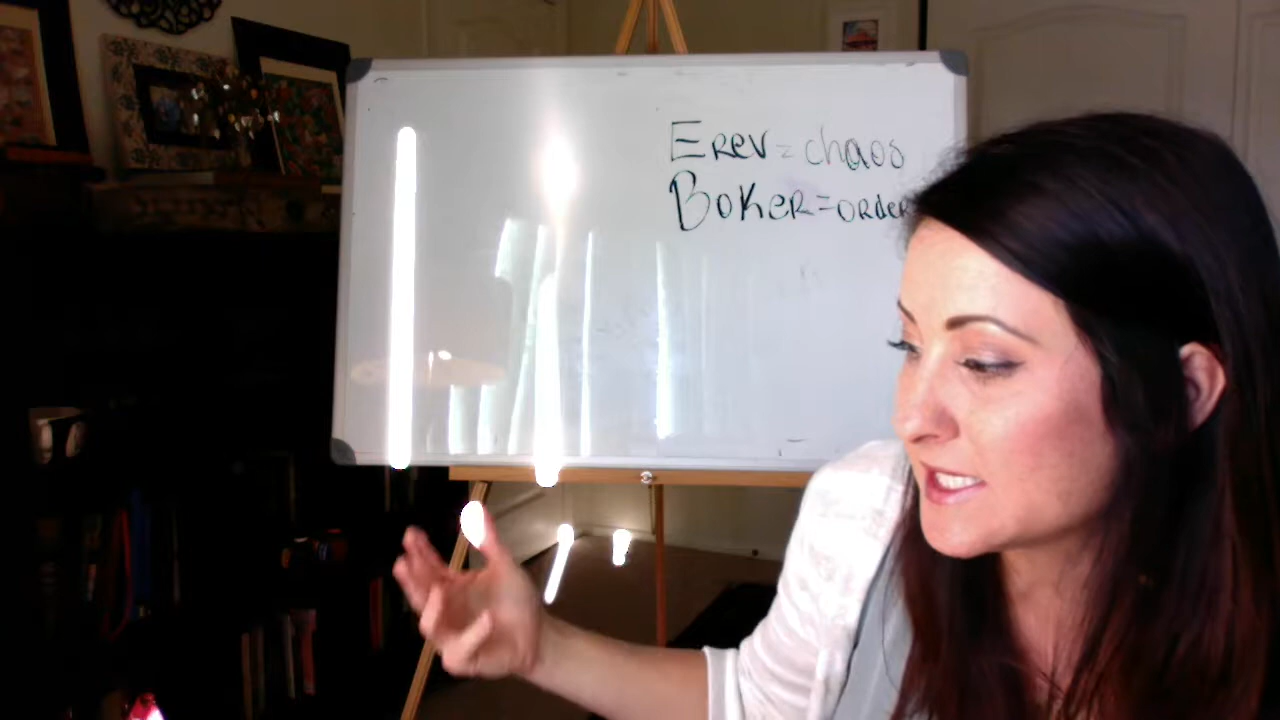 Erev = chaos
Boker = order